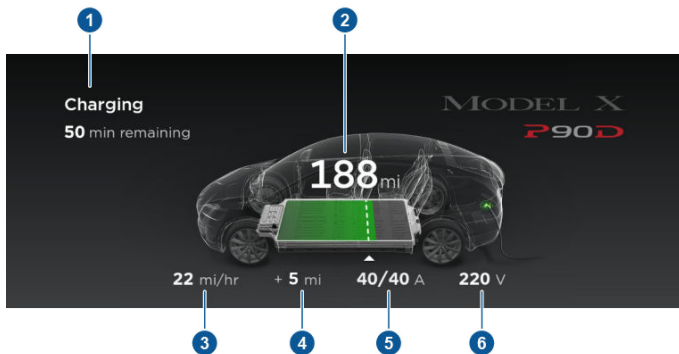 1
2
Charging
MODEL X
50 min remaining
P90D
188 mi
22 mi/hr
+ 5 mi
40/40 A
220 V
3
4
5
6